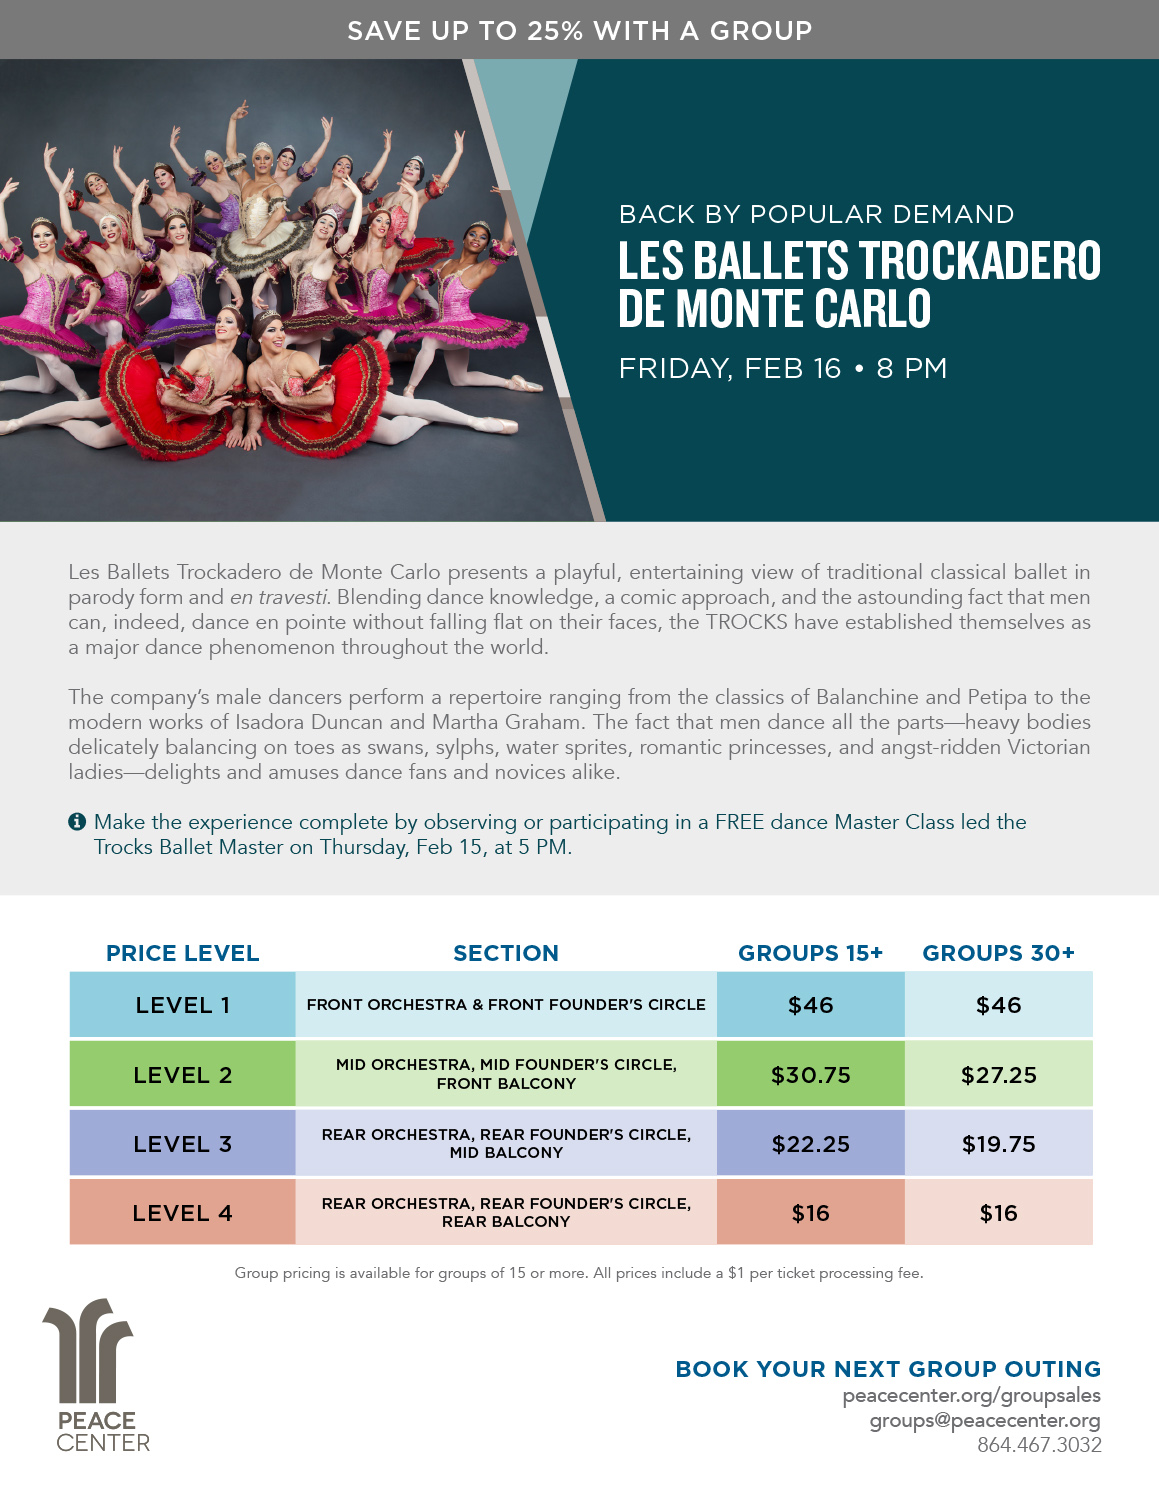 SAVE UP TO 25% WITH A GROUP
BACK BY POPULAR DEMAND
LES BALLETS TROCKADERO
DE MONTE CARLO
FRIDAY, FEB 16 • 8 PM
Les Ballets Trockadero de Monte Carlo presents a playful, entertaining view of traditional classical ballet in
parody form and en travesti. Blending dance knowledge, a comic approach, and the astounding fact that men
can, indeed, dance en pointe without falling flat on their faces, the TROCKS have established themselves as
a major dance phenomenon throughout the world.
The company's male dancers perform a repertoire ranging from the classics of Balanchine and Petipa to the
modern works of Isadora Duncan and Martha Graham. The fact that men dance all the parts—heavy bodies
delicately balancing on toes as swans, sylphs, water sprites, romantic princesses, and angst-ridden Victorian
ladies—delights and amuses dance fans and novices alike.
Make the experience complete by observing or participating in a FREE dance Master Class led the
Trocks Ballet Master on Thursday, Feb 15, at 5 PM.
PRICE LEVEL SECTION GROUPS 15+ GROUPS 30+
LEVEL 1 FRONT ORCHESTRA & FRONT FOUNDER'S CIRCLE $46 $46
LEVEL 2 MID ORCHESTRA, MID FOUNDER'S CIRCLE,
FRONT BALCONY $30.75 $27.25
LEVEL 3 REAR ORCHESTRA, REAR FOUNDER'S CIRCLE,
MID BALCONY $22.25 $19.75
LEVEL 4 REAR ORCHESTRA, REAR FOUNDER'S CIRCLE,
REAR BALCONY $16 $16
Group pricing is available for groups of 15 or more. All prices include a $1 per ticket processing fee.
PEACE
CENTER
BOOK YOUR NEXT GROUP OUTING
peacecenter.org/groupsales
groups@peacecenter.org
864.467.3032